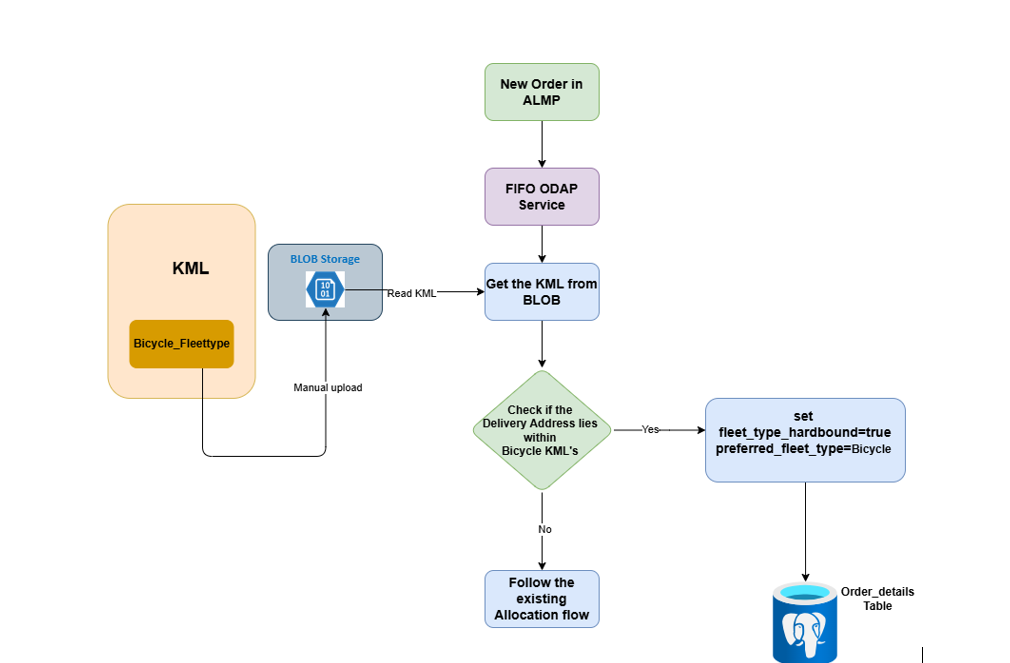 New Order in
ALMP
FIFO ODAP
Service
KML
Bicycle_Fleettype
BLOB Storage
10
01
Read KML
Get the KML from
BLOB
Manual upload
Check if the
Delivery Address lies
within
Bicycle KML's
Yes
set
fleet_type_hardbound=true
preferred_fleet_type=Bicycle
No
Follow the
existing
Allocation flow
Order_details
Table